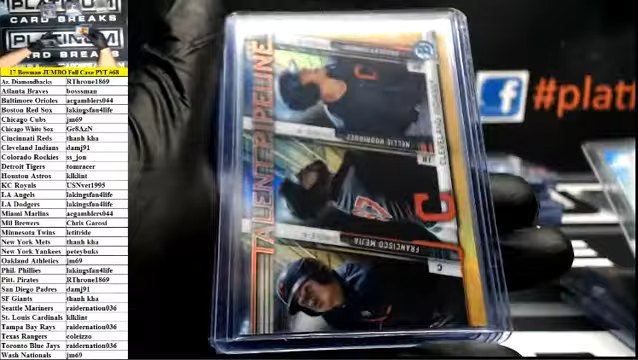 PLATINUM
CARD BREAKS
PLATINUM
CARD BREAKS
17 Bowman JUMBO Full Case PYT #68
Az. Diamondbacks RThrone1869
Atlanta Braves bosssman
Baltimore Orioles acgamblers044
Boston Red Sox lakingsfan4life
Chicago Cubs jm69
Chicago White Sox Gr8AzN
Cincinnati Reds thanh kha
Cleveland Indians damj91
Colorado Rockies ss_jon
Detroit Tigers tomracer
Houston Astros klklint
KC Royals USNvet1995
LA Angels lakingsfan4life
LA Dodgers lakingsfan4life
Miami Marlins acgamblers044
Mil Brewers Chris Garosi
Minnesota Twins letitride
New York Mets thanh kha
New York Yankees peteybuks
Oakland Athletics jm69
Phil. Phillies lakingsfan4life
Pitt. Pirates RThrone1869
San Diego Padres damj91
SF Giants thanh kha
Seattle Mariners raidernation036
St. Louis Cardinals klklint
Tampa Bay Rays raidernation036
Texas Rangers coleizzo
Toronto Blue Jays raidernation036
Wash Nationals jm69
TALENT PIPELINE
NELLIE RODRIGUEZ
CLEVELAND
FRANCISCO MEJIA
C
f #plati